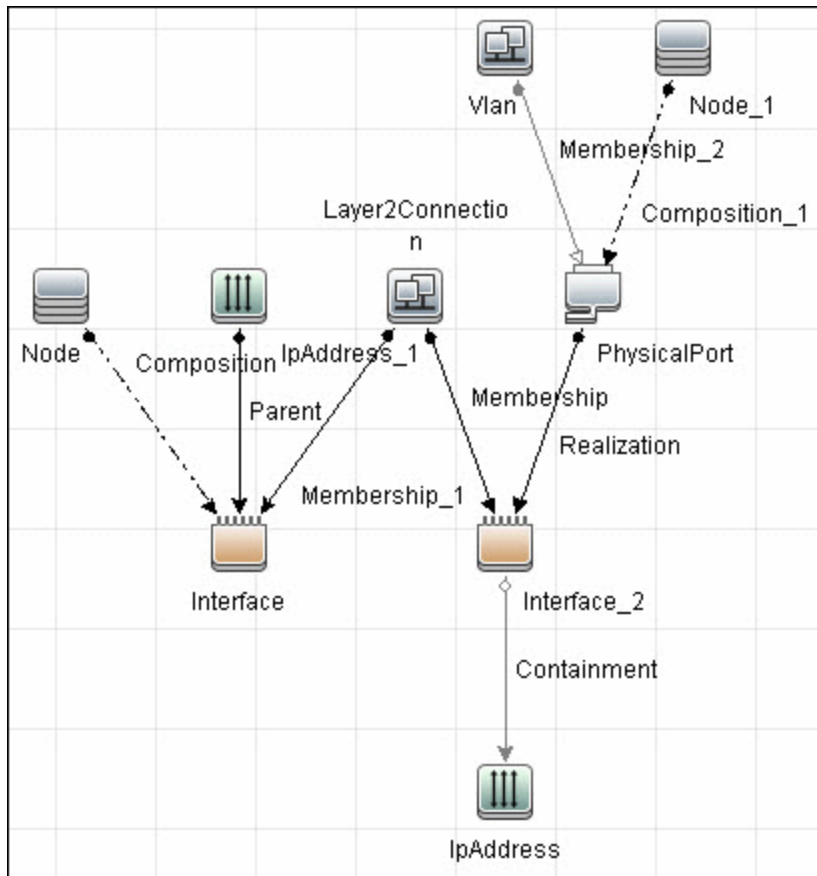 Vlan
Node_1
Membership_2
Layer2Connectio
n
Composition_1
Node
Composition
IpAddress_1
PhysicalPort
Parent
Membership
Realization
Membership_1
Interface
Interface_2
Containment
IpAddress